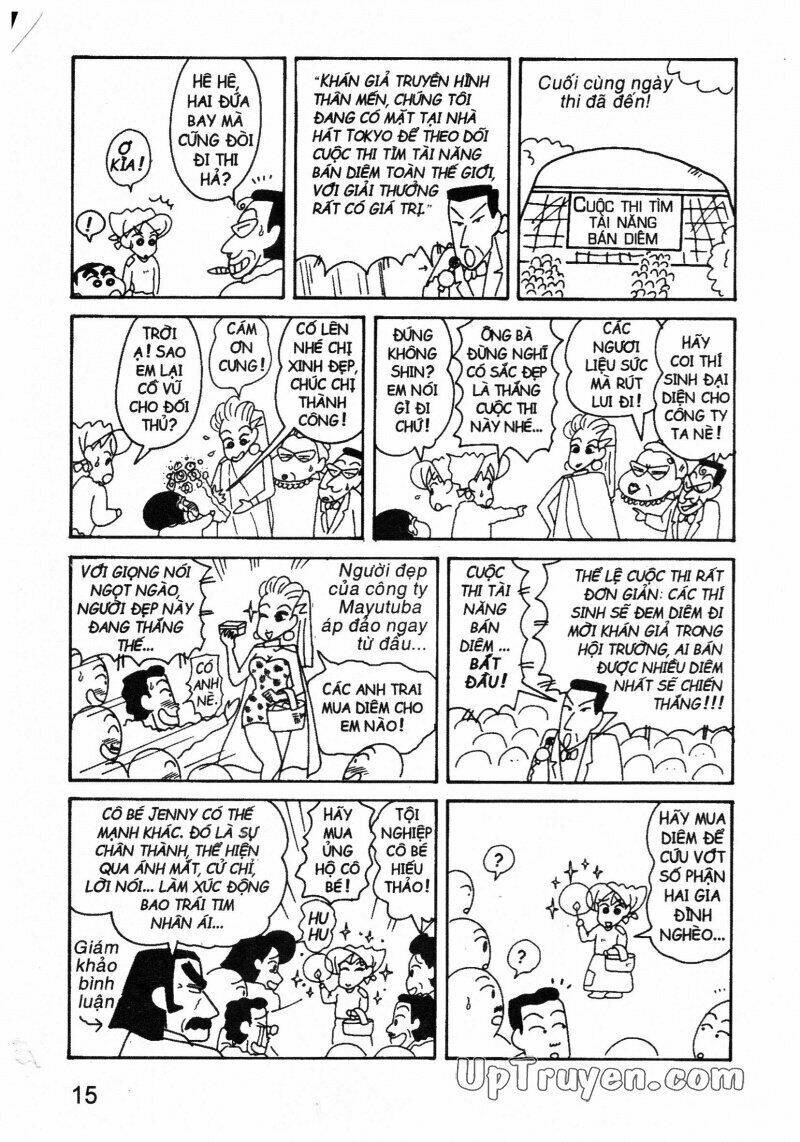 Cuối cùng ngày
thi đã đến!
CUỘC THI TÌM
TÀI NĂNG
BÁN DIÊM
"KHÁN GIẢ TRUYỀN HÌNH
THÂN MẾN, CHÚNG TÔI
ĐANG CÓ MẶT TẠI NHÀ
HÁT TOKYO ĐỂ THEO DÕI
CUỘC THI TÌM TÀI NĂNG
BÁN DIÊM TOÀN THẾ GIỚI,
VỚI GIẢI THƯỞNG
RẤT CÓ GIÁ TRỊ."
HÊ HÊ,
HAI ĐỨA
BAY MÀ
CŨNG ĐÒI
ĐI THI
HẢ?
Ơ
KÌA!
!
HÃY
COI THÍ
SINH ĐẠI
DIỆN CHO
CÔNG TY
TA NÈ!
CÁC
NGƯƠI
LIỆU SỨC
MÀ RÚT
LUI ĐI!
ÔNG BÀ
ĐỪNG NGHĨ
CÓ SẮC ĐẸP
LÀ THẮNG
CUỘC THI
NÀY NHÉ...
ĐÚNG
KHÔNG
SHIN?
EM NÓI
GÌ ĐI
CHỨ!
CỐ LÊN
NHÉ CHỊ
XINH ĐẸP,
CHÚC CHỊ
THÀNH
CÔNG!
CÁM
ƠN
CƯNG!
TRỜI
Ạ! SAO
EM LẠI
CỔ VŨ
CHO ĐỐI
THỦ?
THỂ LỆ CUỘC THI RẤT
ĐƠN GIẢN: CÁC THÍ
SINH SẼ ĐEM DIÊM ĐI
MỜI KHÁN GIẢ TRONG
HỘI TRƯỜNG, AI BÁN
ĐƯỢC NHIỀU DIÊM
NHẤT SẼ CHIẾN
THẮNG!!!
CUỘC
THI TÀI
NĂNG
BÁN
DIÊM ...
BẮT
ĐẦU!
Người đẹp
của công ty
Mayutuba
áp đảo ngay
từ đầu...
CÁC ANH TRAI
MUA DIÊM CHO
EM NÀO!
VỚI GIỌNG NÓI
NGỌT NGÀO,
NGƯỜI ĐẸP NÀY
ĐANG THẮNG
THẾ...
CÓ
ANH
NÈ.
HÃY MUA
DIÊM ĐỂ
CỨU VỚT
SỐ PHẬN
HAI GIA
ĐÌNH
NGHÈO...
?
?
TỘI
NGHIỆP
CÔ BÉ
HIẾU
THẢO!
HÃY
MUA
ỦNG
HỘ CÔ
BÉ!
HU
HU
CÔ BÉ JENNY CÓ THẾ
MẠNH KHÁC. ĐÓ LÀ SỰ
CHÂN THÀNH, THỂ HIỆN
QUA ÁNH MẮT, CỬ CHỈ,
LỜI NÓI... LÀM XÚC ĐỘNG
BAO TRÁI TIM
NHÂN ÁI...
Giám
khảo
bình
luận
15
UpTruyen.com